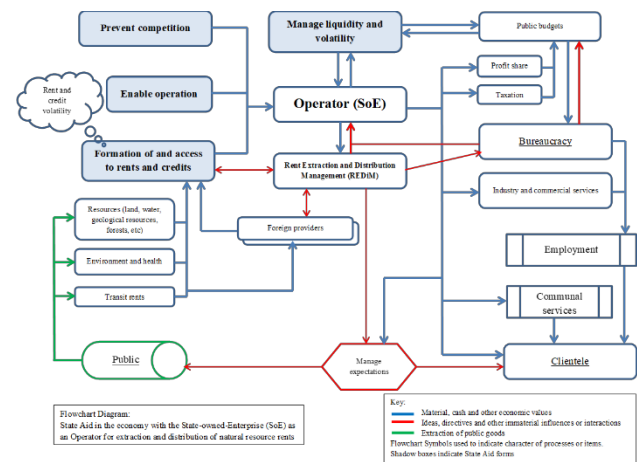 Prevent competition
Manage liquidity and
volatility
Public budgets
Rent
and
credit
volatility
Enable operation
Operator (SoE)
Profit share
Taxation
Formation of and access
to rents and credits
Rent Extraction and Distribution
Management (REDiM)
Bureaucracy
Resources (land, water,
geological resources,
forests, etc)
Foreign providers
Industry and commercial services
Environment and health
Employment
Transit rents
Communal
services
Public
Manage
expectations
Clientele
Flowchart Diagram:
State Aid in the economy with the State-owned-Enterprise (SoE) as
an Operator for extraction and distribution of natural resource rents
Key:
Material, cash and other economic values
Ideas, directives and other immaterial influences or interactions
Extraction of public goods
Flowchart Symbols used to indicate character of processes or items.
Shadow boxes indicate State Aid forms